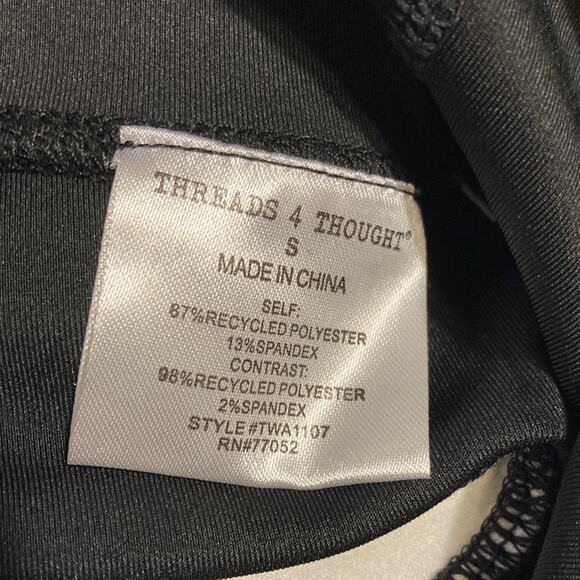 THREADS 4 THOUGHT®
S
MADE IN CHINA
SELF:
87%RECYCLED POLYESTER
13%SPANDEX
CONTRAST:
98%RECYCLED POLYESTER
2%SPANDEX
STYLE #TWA1107
RN#77052